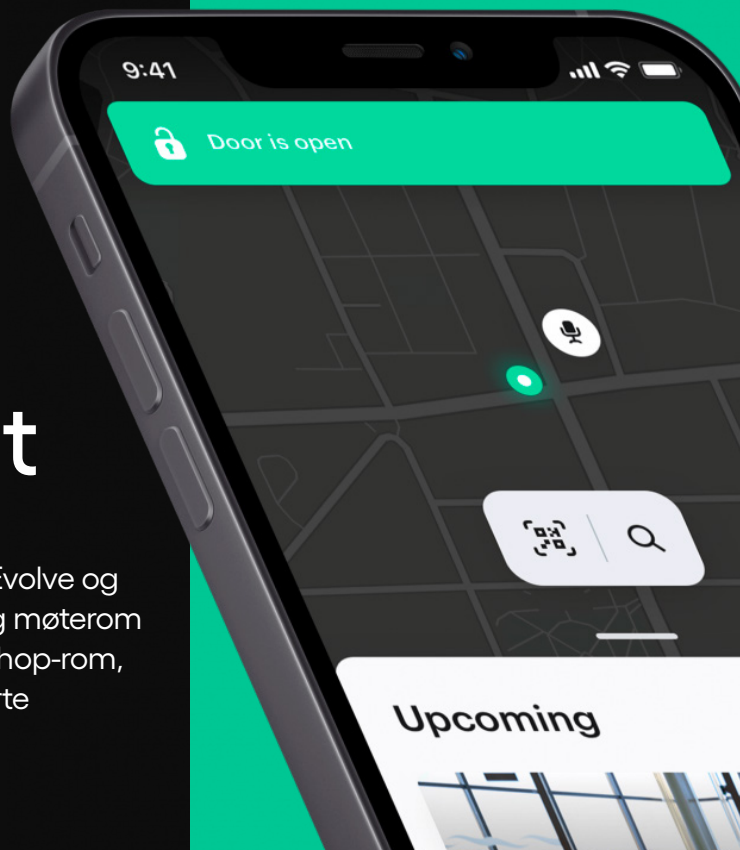 9:41
Door is open
t
Evolve og
g møterom
hop-rom,
rte
Upcoming